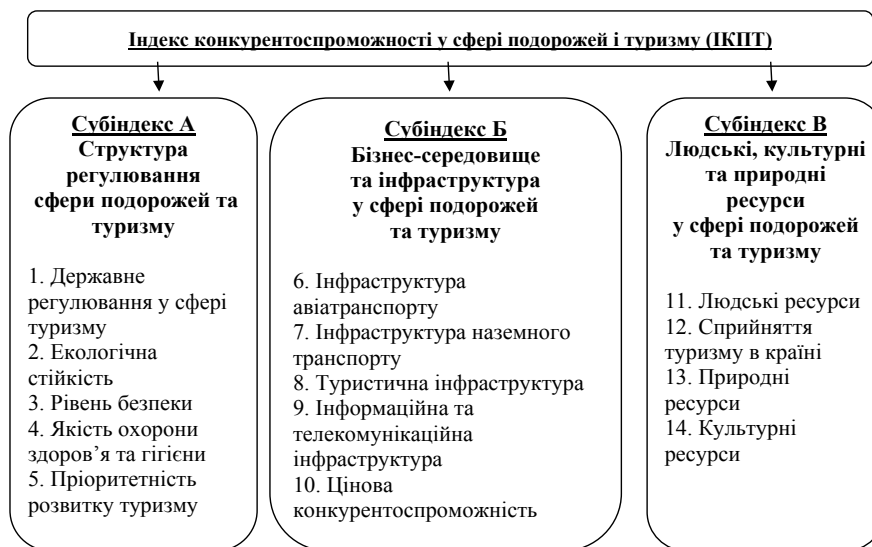 Індекс конкурентоспроможності у сфері подорожей і туризму (ІКПТ)
Субіндекс А
Структура
регулювання
сфери подорожей та
туризму
1. Державне
регулювання у сфері
туризму
2. Екологічна
стійкість
3. Рівень безпеки
4. Якість охорони
здоров’я та гігієни
5. Пріоритетність
розвитку туризму
Субіндекс Б
Бізнес-середовище
та інфраструктура
у сфері подорожей
та туризму
6. Інфраструктура
авіатранспорту
7. Інфраструктура наземного
транспорту
8. Туристична інфраструктура
9. Інформаційна та
телекомунікаційна
інфраструктура
10. Цінова
конкурентоспроможність
Субіндекс В
Людські, культурні
та природні
ресурси
у сфері подорожей
та туризму
11. Людські ресурси
12. Сприйняття
туризму в країні
13. Природні
ресурси
14. Культурні
ресурси